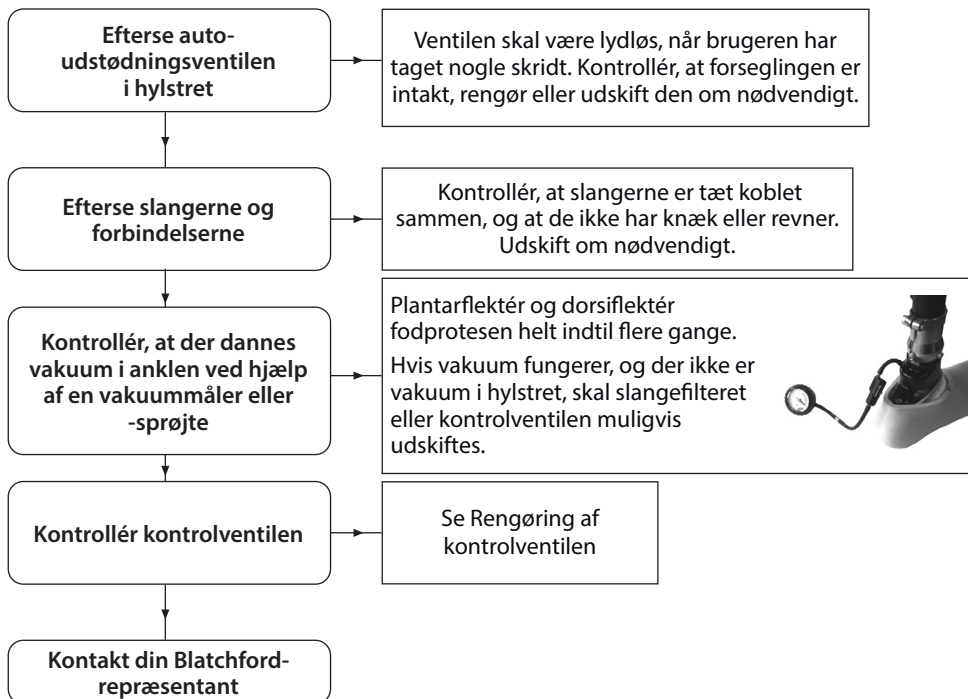 Efterse auto-
udstødningsventilen
i hylstret
Ventilen skal være lydløs, når brugeren har
taget nogle skridt. Kontrollér, at forseglingen er
intakt, rengør eller udskift den om nødvendigt.
Efterse slangerne og
forbindelserne
Kontrollér, at slangerne er tæt koblet
sammen, og at de ikke har knæk eller revner.
Udskift om nødvendigt.
Kontrollér, at der dannes
vakuum i anklen ved hjælp
af en vakuummåler eller
-sprøjte
Plantarflektér og dorsiflektér
fodprotesen helt indtil flere gange.
Hvis vakuum fungerer, og der ikke er
vakuum i hylstret, skal slangefilteret
eller kontrolventilen muligvis
udskiftes.
Kontrollér kontrolventilen
Se Rengøring af
kontrolventilen
Kontakt din Blatchford-
repræsentant